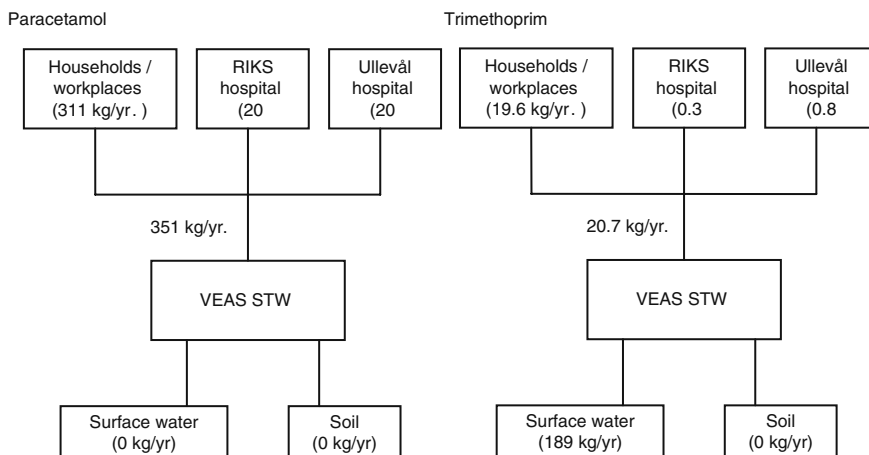 Paracetamol
Households /
workplaces
(311 kg/yr. )
RIKS
hospital
(20
Ullevål
hospital
(20
351 kg/yr.
VEAS STW
Surface water
(0 kg/yr)
Soil
(0 kg/yr)
Trimethoprim
Households /
workplaces
(19.6 kg/yr. )
RIKS
hospital
(0.3
Ullevål
hospital
(0.8
20.7 kg/yr.
VEAS STW
Surface water
(189 kg/yr)
Soil
(0 kg/yr)